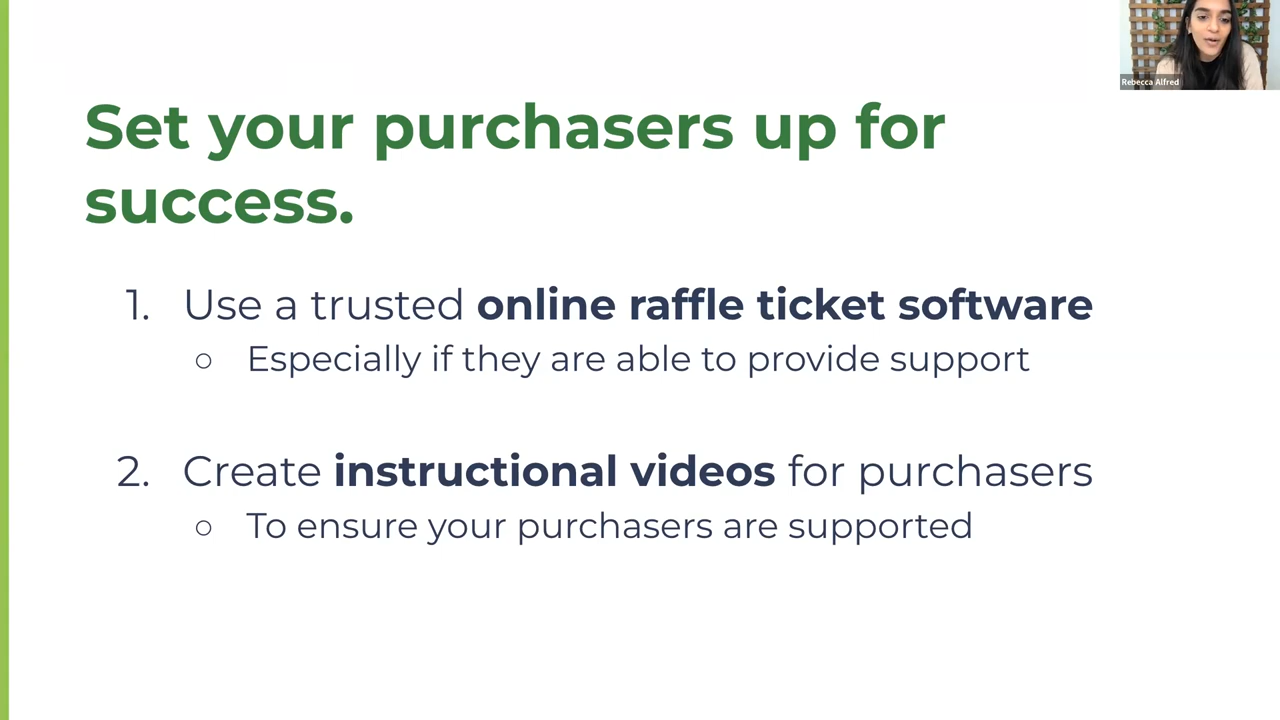 Rebecca Alfred
Set your purchasers up for
success.
1. Use a trusted online raffle ticket software
○ Especially if they are able to provide support
2. Create instructional videos for purchasers
○ To ensure your purchasers are supported